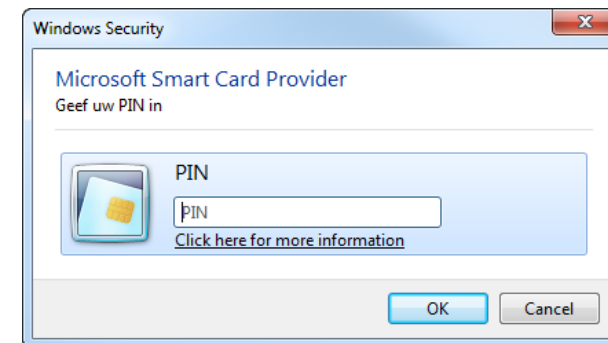 Windows Security
Microsoft Smart Card Provider
Geef uw PIN in
PIN
PIN
Click here for more information
OK
Cancel